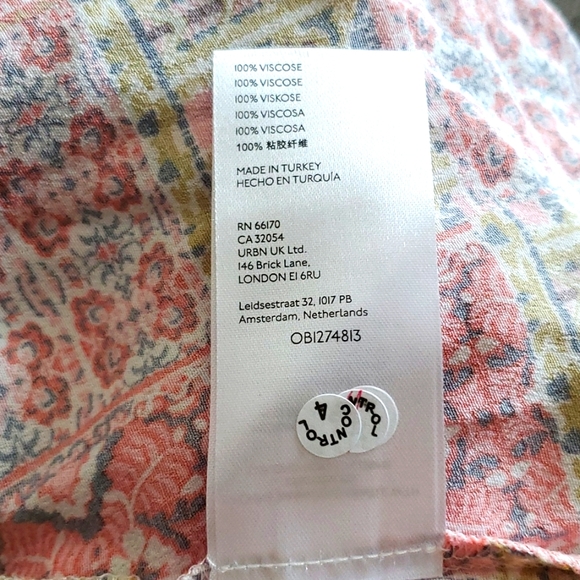 100% VISCOSE
100% VISCOSE
100% VISKOSE
100% VISCOSA
100% VISCOSA
100% 粘胶纤维
MADE IN TURKEY
HECHO EN TURQUÍA
RN 66170
CA 32054
URBN UK Ltd.
146 Brick Lane,
LONDON E1 6RU
Leidsestraat 32, 1017 PB
Amsterdam, Netherlands
OB1274813
CONTROL
4